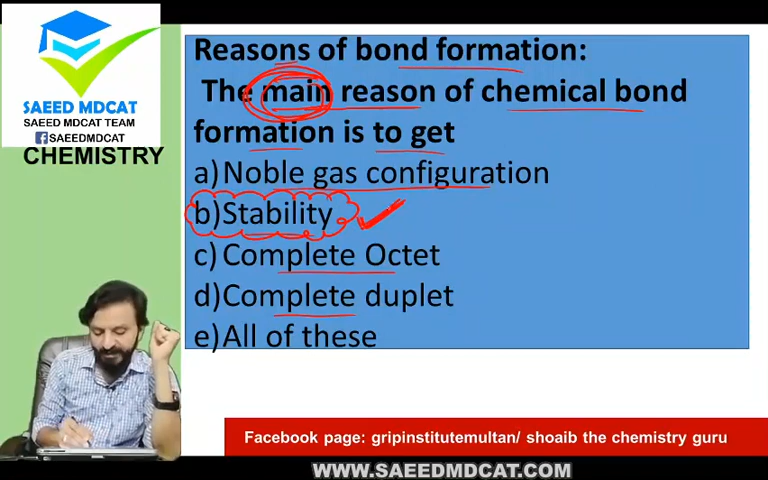 SAEED MDCAT
SAEED MDCAT TEAM
SAEEDMDCAT
CHEMISTRY
Reasons of bond formation:
The main reason of chemical bond
formation is to get
a) Noble gas configuration
b) Stability
c) Complete Octet
d) Complete duplet
e) All of these
Facebook page: gripinstitutemultan/ shoaib the chemistry guru
WWW.SAEEDMDCAT.COM